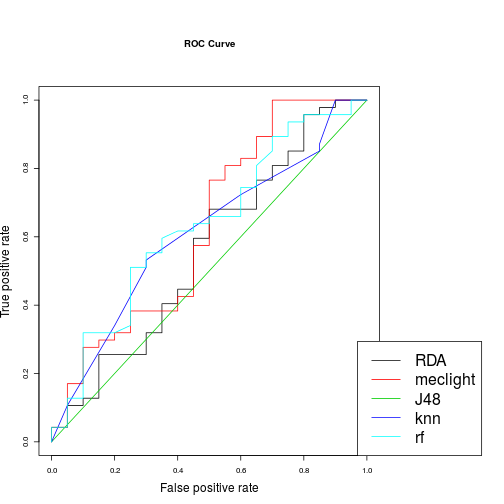 ROC Curve
True positive rate
1.0
0.8
0.6
0.4
0.2
0.0
0.0 0.2 0.4 0.6 0.8 1.0
False positive rate
RDA
meclight
J48
knn
rf